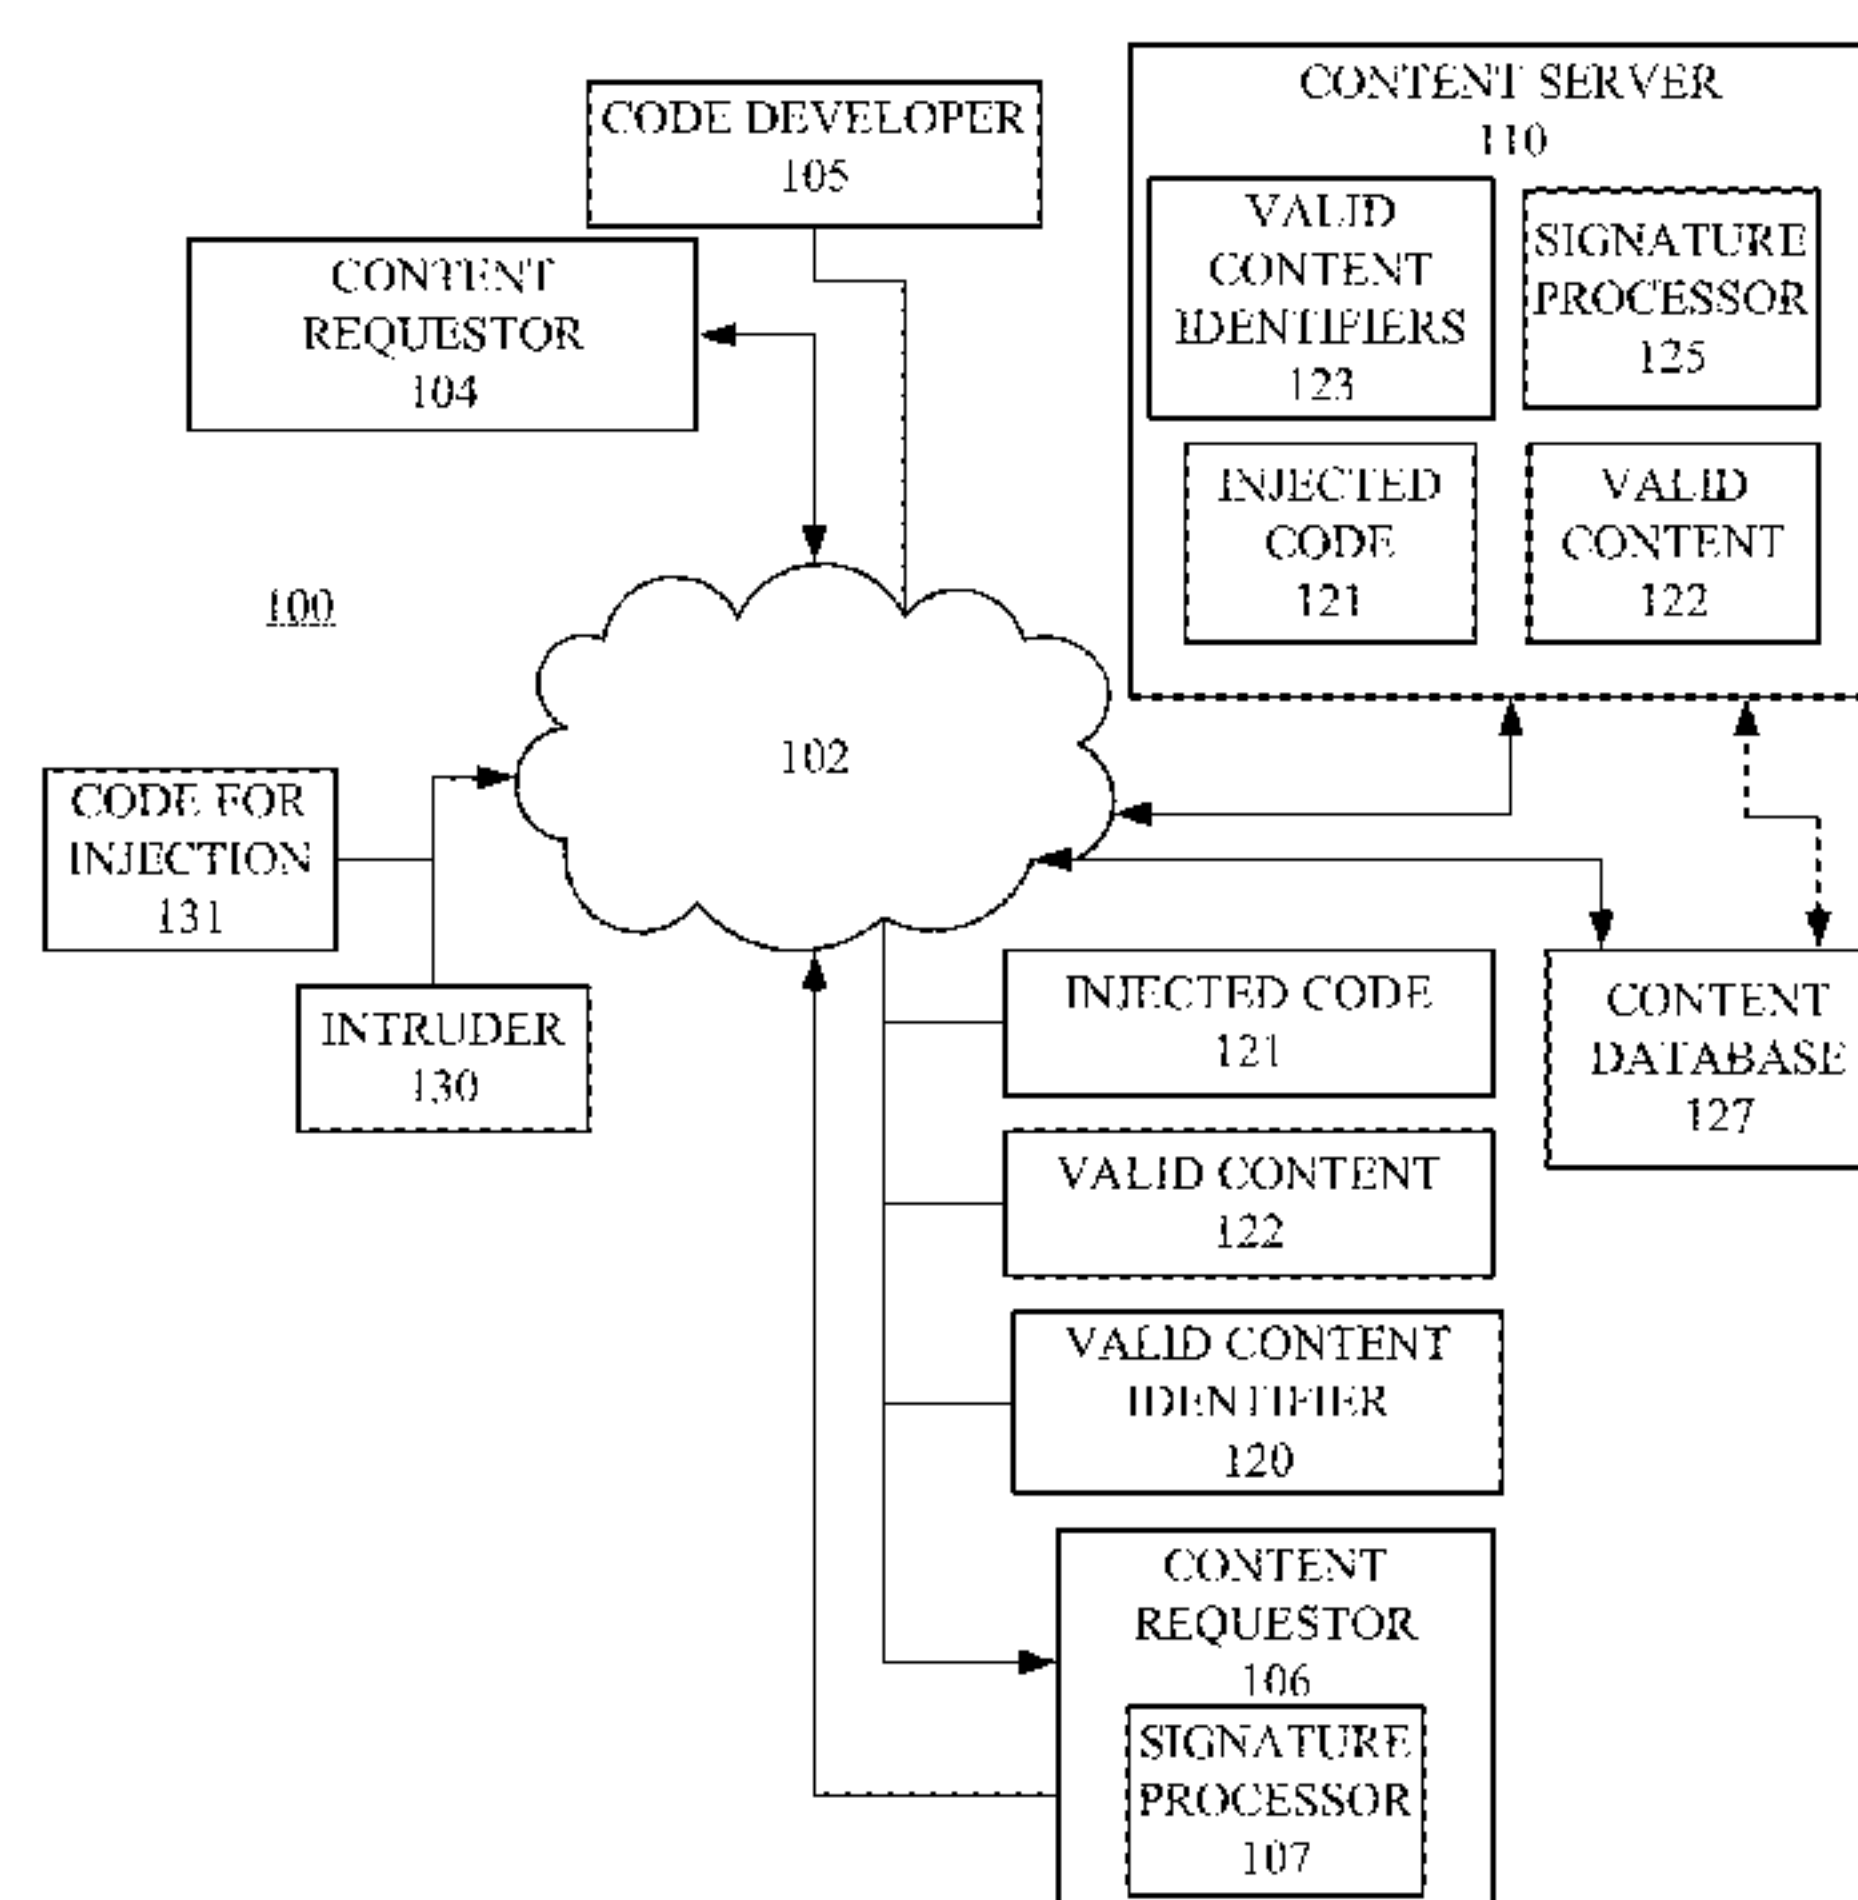 CODE DEVELOPER
105
CONTENT
REQUESTOR
104
CONTENT SERVER
110
VALID
CONTENT
IDENTIFIERS
123
SIGNATURE
PROCESSOR
125
INJECTED
CODE
121
VALID
CONTENT
122
100
102
CODE FOR
INJECTION
131
INTRUDER
130
INJECTED CODE
121
CONTENT
DATABASE
127
VALID CONTENT
122
VALID CONTENT
IDENTIFIER
120
CONTENT
REQUESTOR
106
SIGNATURE
PROCESSOR
107